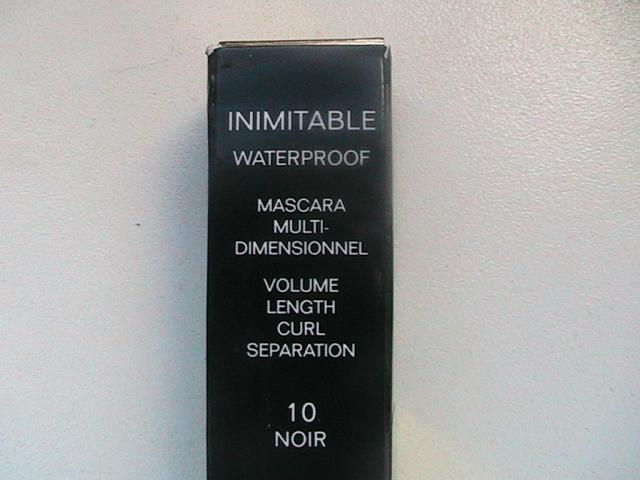 INIMITABLE
WATERPROOF
MASCARA
MULTI-
DIMENSIONNEL
VOLUME
LENGTH
CURL
SEPARATION
10
NOIR